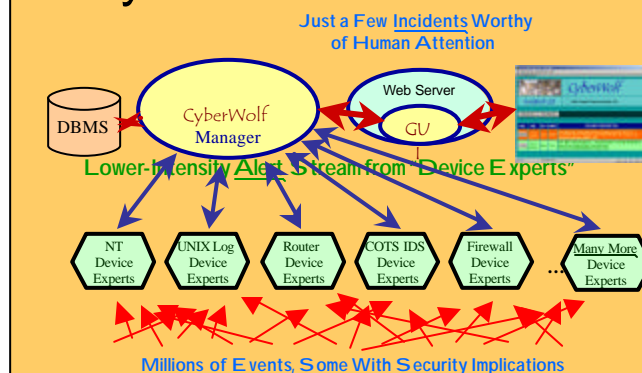 Just a Few Incidents Worthy
of Human Attention
Web Server
DBMS
CyberWolf
Manager
GU
CyberWolf
Lower-Intensity Alert Stream from "Device Experts"
NT
Device
Experts
UNIX Log
Device
Experts
Router
Device
Experts
COTS IDS
Device
Experts
Firewall
Device
Experts
...
Many More
Device
Experts
Millions of Events, Some With Security Implications